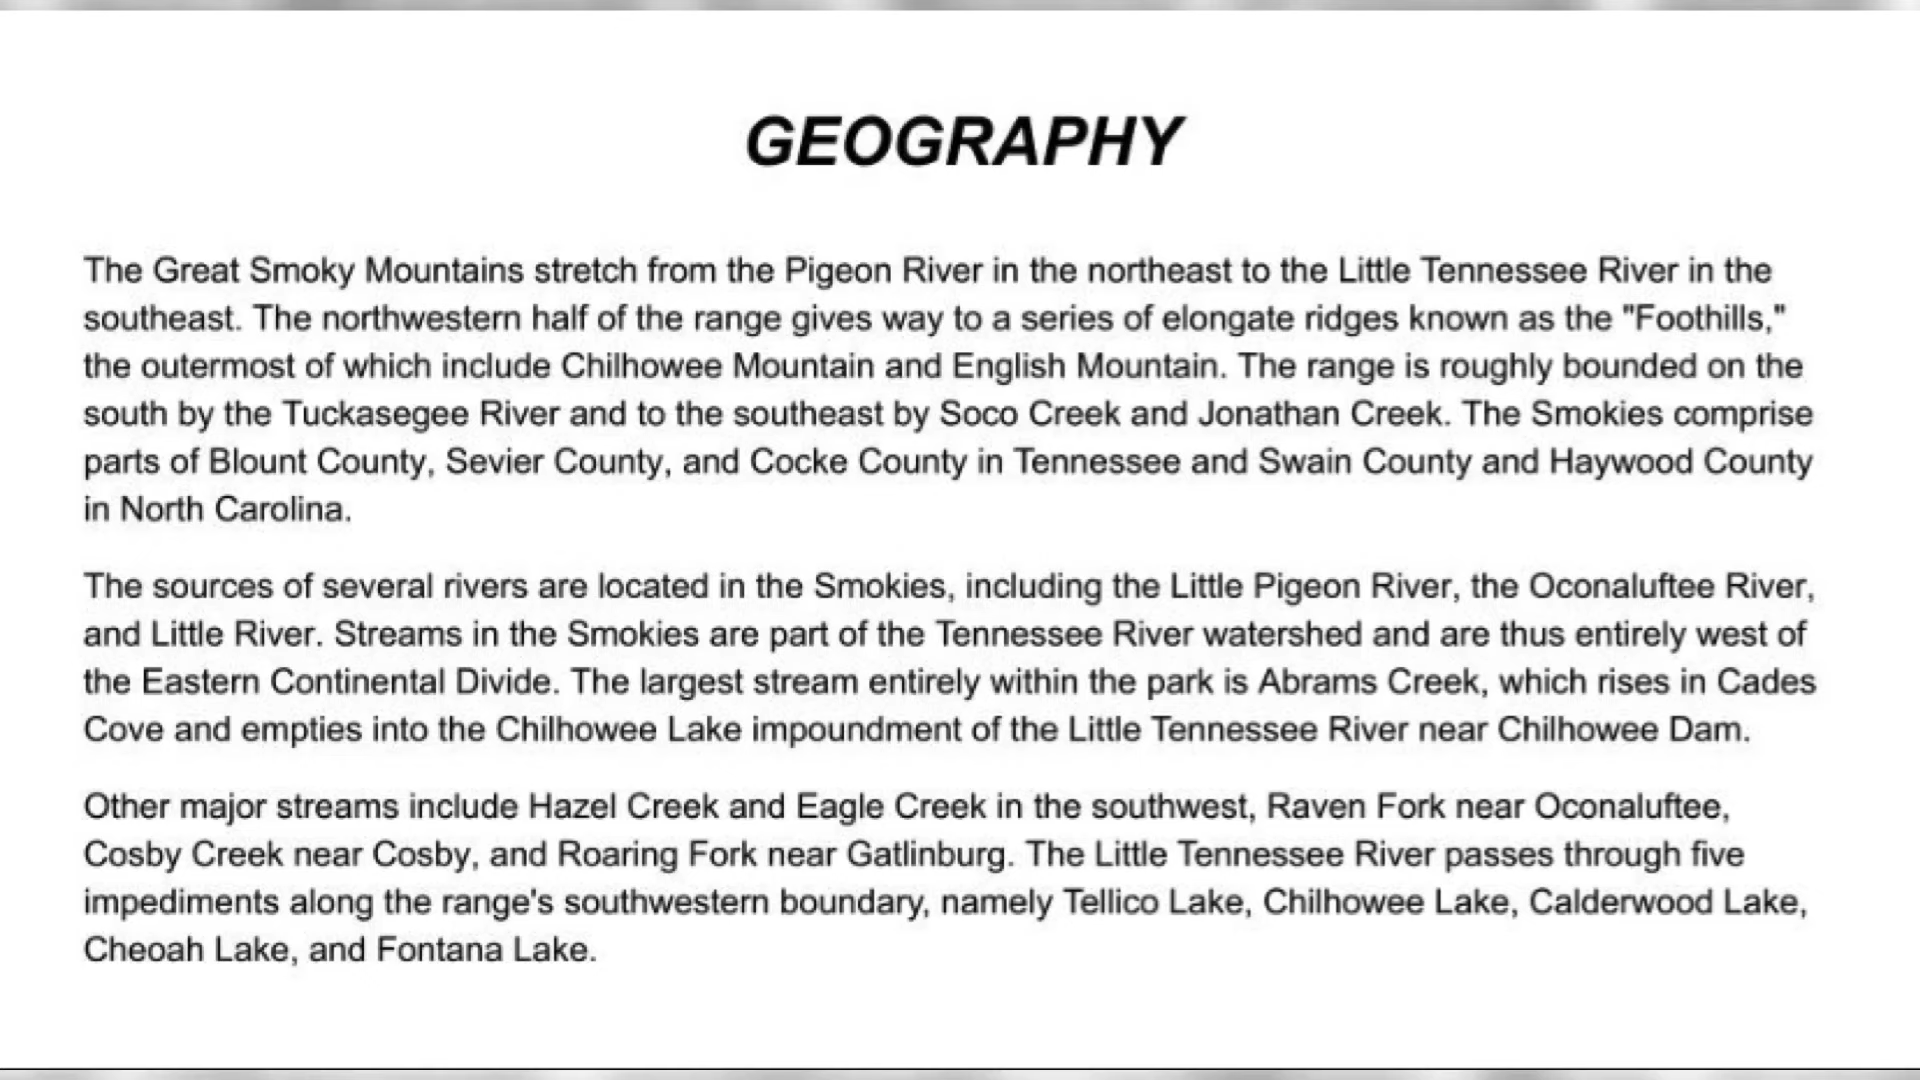 GEOGRAPHY
The Great Smoky Mountains stretch from the Pigeon River in the northeast to the Little Tennessee River in the
southeast. The northwestern half of the range gives way to a series of elongate ridges known as the "Foothills,"
the outermost of which include Chilhowee Mountain and English Mountain. The range is roughly bounded on the
south by the Tuckasegee River and to the southeast by Soco Creek and Jonathan Creek. The Smokies comprise
parts of Blount County, Sevier County, and Cocke County in Tennessee and Swain County and Haywood County
in North Carolina.
The sources of several rivers are located in the Smokies, including the Little Pigeon River, the Oconaluftee River,
and Little River. Streams in the Smokies are part of the Tennessee River watershed and are thus entirely west of
the Eastern Continental Divide. The largest stream entirely within the park is Abrams Creek, which rises in Cades
Cove and empties into the Chilhowee Lake impoundment of the Little Tennessee River near Chilhowee Dam.
Other major streams include Hazel Creek and Eagle Creek in the southwest, Raven Fork near Oconaluftee,
Cosby Creek near Cosby, and Roaring Fork near Gatlinburg. The Little Tennessee River passes through five
impediments along the range's southwestern boundary, namely Tellico Lake, Chilhowee Lake, Calderwood Lake,
Cheoah Lake, and Fontana Lake.